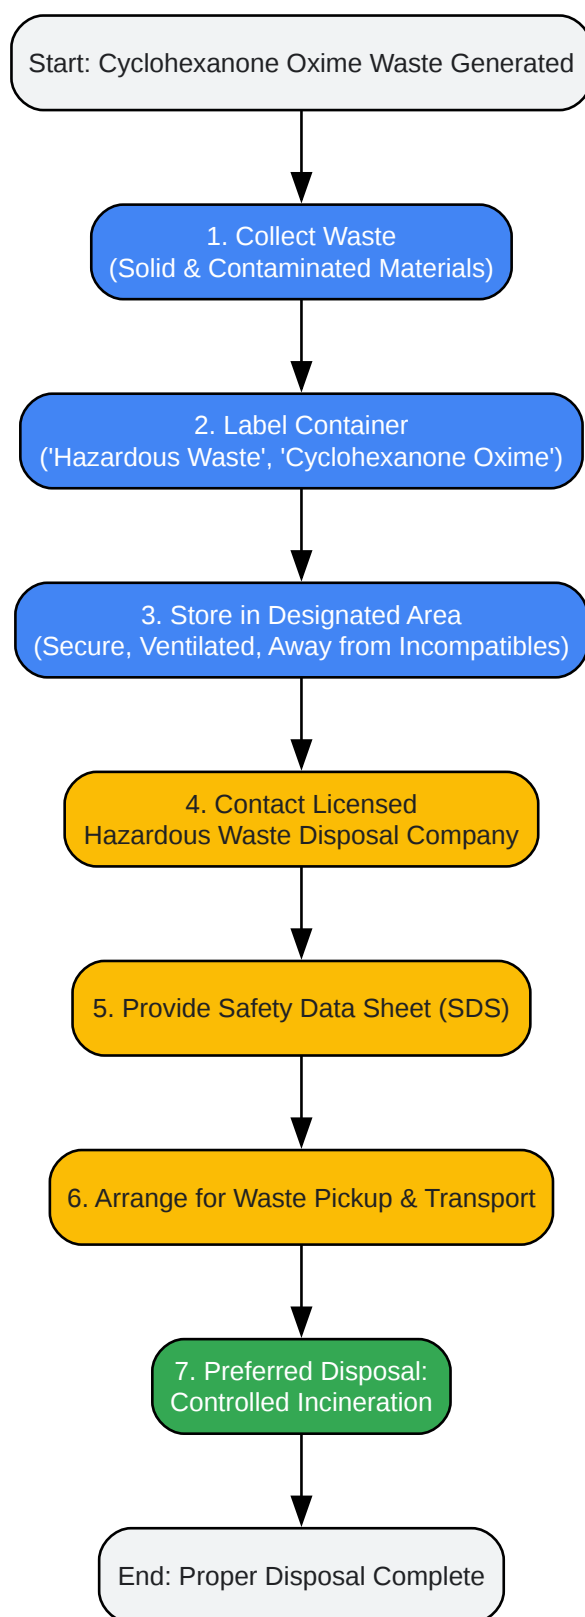 Start: Cyclohexanone Oxime Waste Generated
1. Collect Waste
(Solid & Contaminated Materials)
2. Label Container
('Hazardous Waste', 'Cyclohexanone Oxime')
3. Store in Designated Area
(Secure, Ventilated, Away from Incompatibles)
4. Contact Licensed
Hazardous Waste Disposal Company
5. Provide Safety Data Sheet (SDS)
6. Arrange for Waste Pickup & Transport
7. Preferred Disposal:
Controlled Incineration
End: Proper Disposal Complete